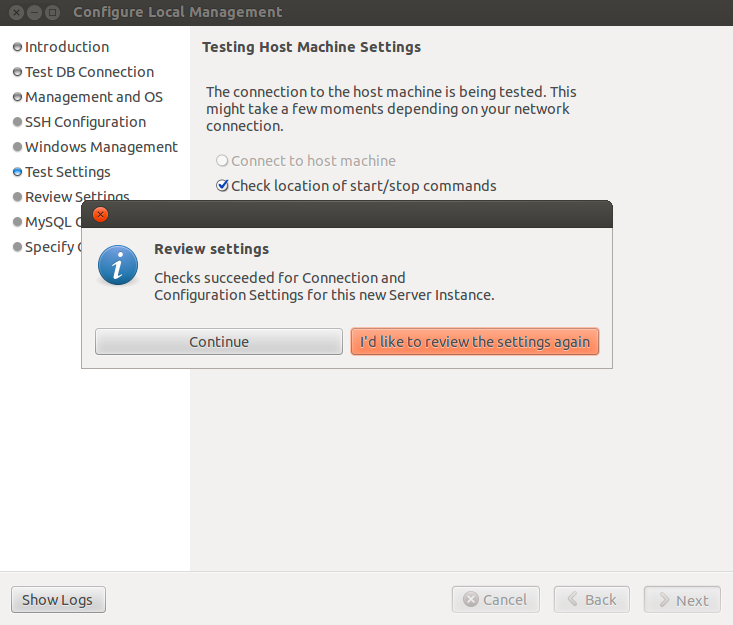 Configure Local Management
Introduction
Test DB Connection
Management and OS
SSH Configuration
Windows Management
Test Settings
Review Settings
MySQL
Specify
Testing Host Machine Settings
The connection to the host machine is being tested. This
might take a few moments depending on your network
connection.
Connect to host machine
Check location of start/stop commands
Review settings
Checks succeeded for Connection and
Configuration Settings for this new Server Instance.
Continue
I'd like to review the settings again
Show Logs
Cancel
Back
Next